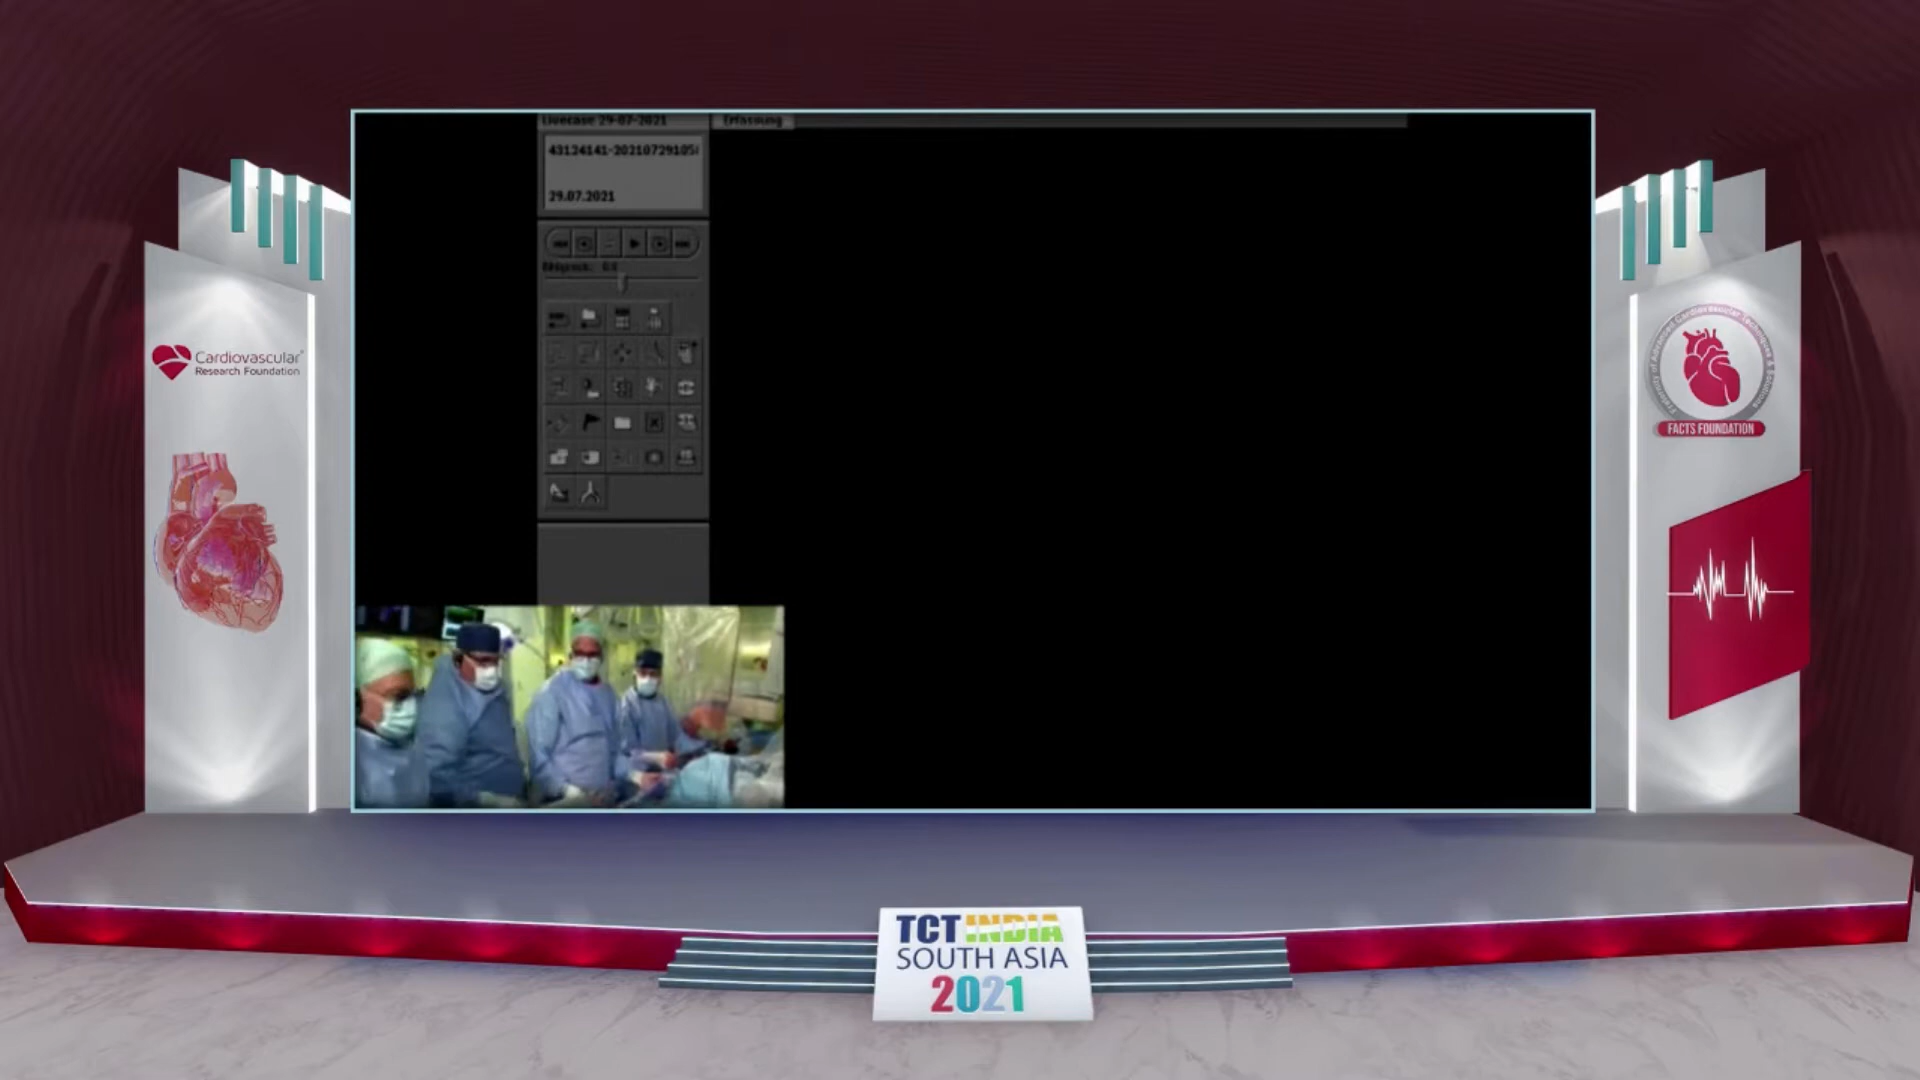 Livecase 29-07-2021
Erfassung
43124141-20210729105
29.07.2021
Cardiovascular
Research Foundation
FACTS FOUNDATION
TCT INDIA
SOUTH ASIA
2021